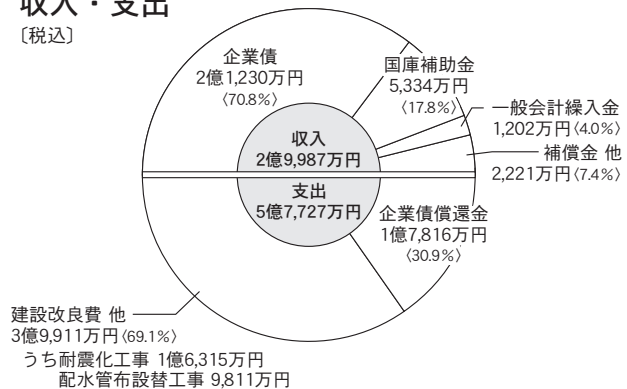 収入・支出
〔税込〕
企業債
2億1,230万円
〈70.8%〉
国庫補助金
5,334万円
〈17.8%〉
一般会計繰入金
1,202万円〈4.0%〉
補償金 他
2,221万円〈7.4%〉
収入
2億9,987万円
支出
5億7,727万円
企業債償還金
1億7,816万円
〈30.9%〉
建設改良費 他
3億9,911万円〈69.1%〉
うち耐震化工事 1億6,315万円
配水管布設替工事 9,811万円